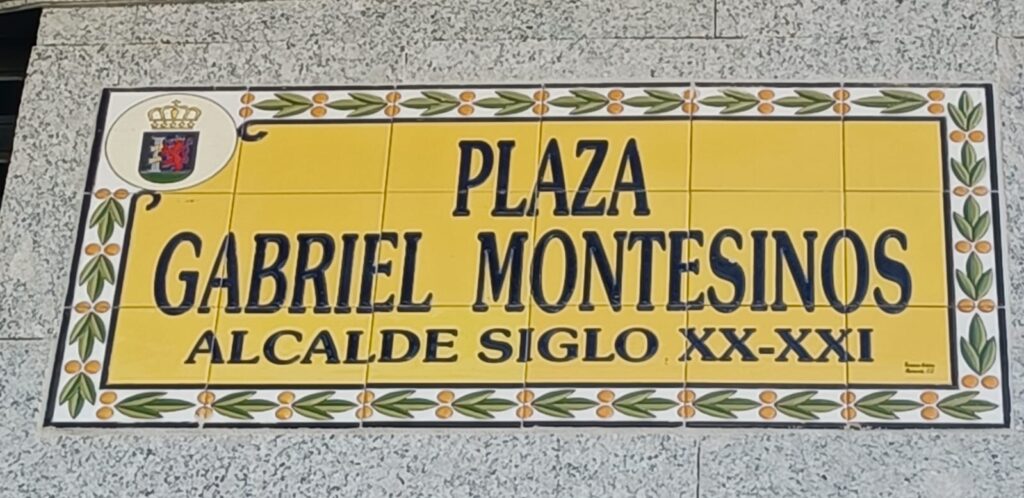 PLAZA
GABRIEL MONTESINOS
ALCALDE SIGLO XX-XXI